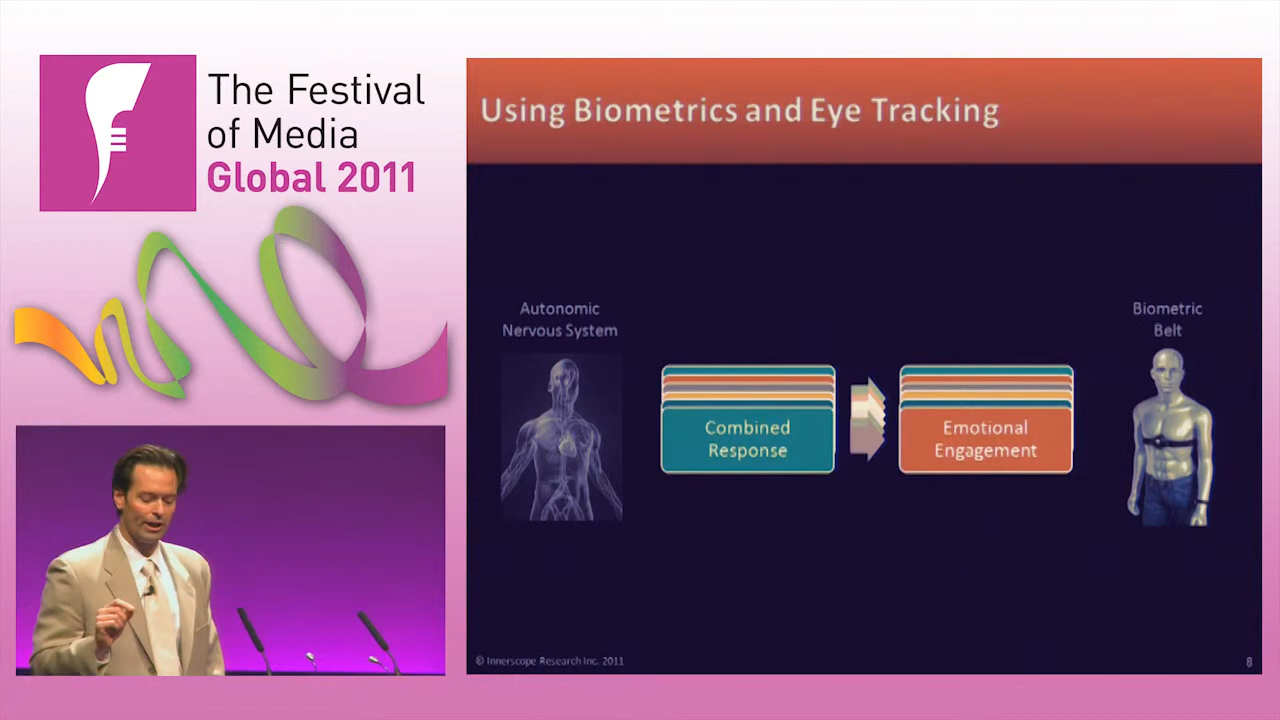 The Festival
of Media
Global 2011
Using Biometrics and Eye Tracking
Autonomic
Nervous System
Combined
Response
Emotional
Engagement
Biometric
Belt
© Innerscope Research Inc. 2011
8